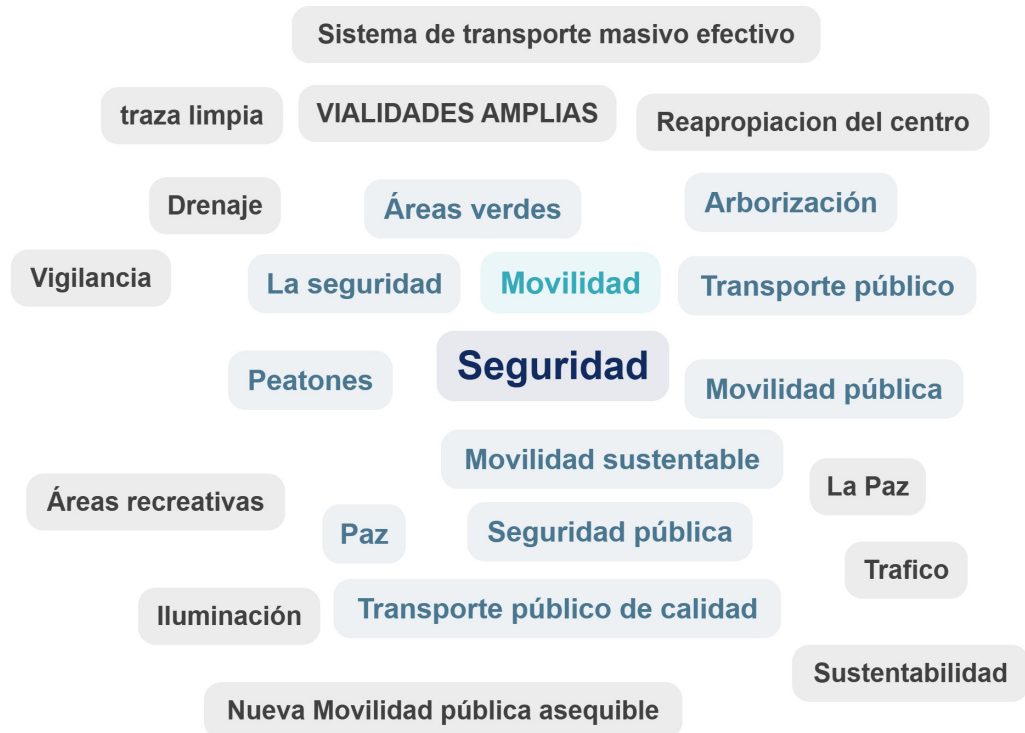 Sistema de transporte masivo efectivo
traza limpia
VIALIDADES AMPLIAS
Reapropiacion del centro
Drenaje
Áreas verdes
Arborización
Vigilancia
La seguridad
Movilidad
Transporte público
Peatones
Seguridad
Movilidad pública
Movilidad sustentable
Áreas recreativas
La Paz
Paz
Seguridad pública
Trafico
Iluminación
Transporte público de calidad
Sustentabilidad
Nueva Movilidad pública asequible